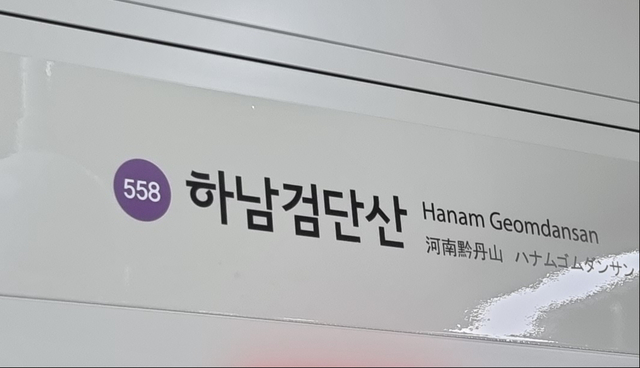 558 하남검단산
Hanam Geomdansan
河南黔丹山 ハナムゴムダンサン